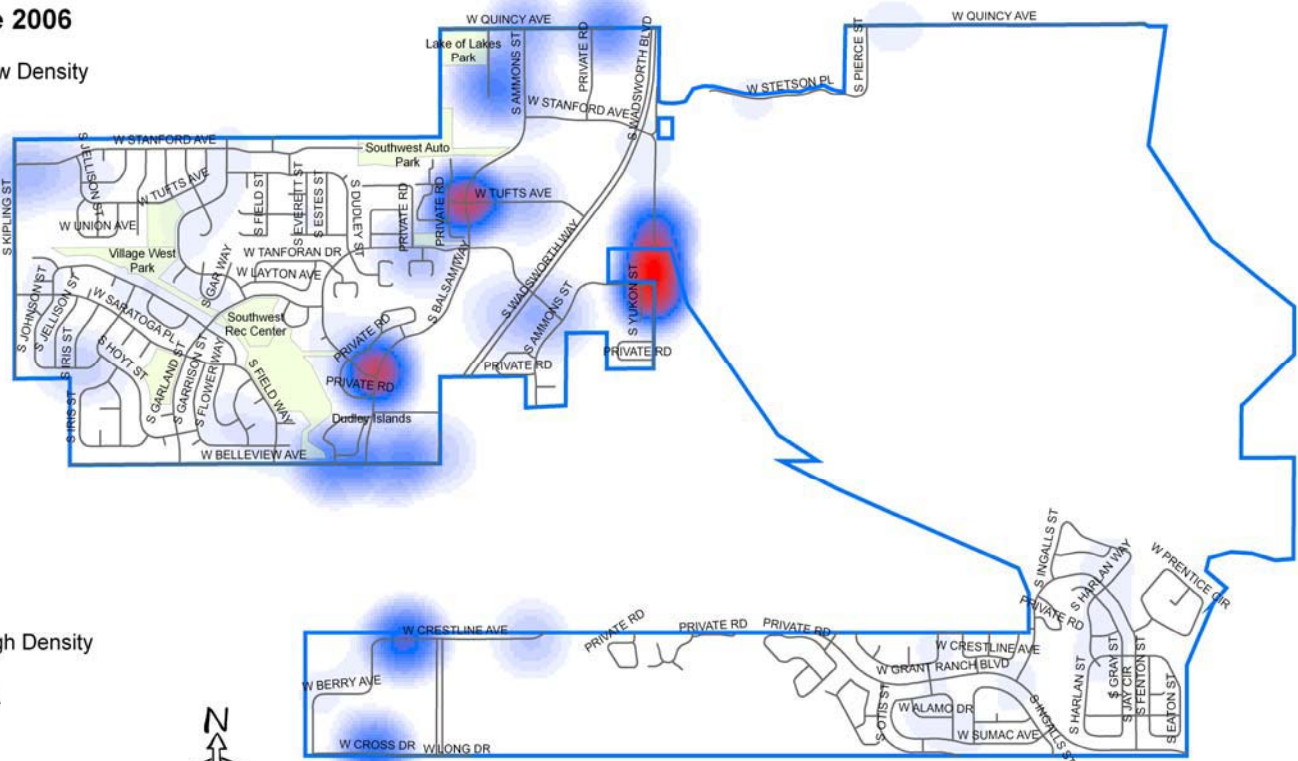 2006
W QUINCY AVE
W QUINCY AVE
Lake of Lakes
Park
S AMMONS ST
PRIVATE RD
S WADSWORTH BLVD
S PIERCE ST
Density
W STETSON PL
W STANFORD AVE
W STANFORD AVE
S JELLISON ST
Southwest Auto
Park
W TUFTS AVE
W TUFTS AVE
S KIPLING ST
W UNION AVE
S FIELD ST
S EVERETT ST
S ESTES ST
S DUDLEY ST
PRIVATE RD
PRIVATE RD
Village West
Park
W TANFORAN DR
W LAYTON AVE
S GAR WAY
S BALSAM WAY
S WADSWORTH WAY
S YUKON ST
S JOHNSON ST
S JELLISON ST
W SARATOGA PL
Southwest
Rec Center
S AMMONS ST
PRIVATE RD
S IRIS ST
S HOYT ST
S GARLAND ST
S GARRISON ST
S FLOWER WAY
S FIELD WAY
PRIVATE RD
PRIVATE RD
PRIVATE RD
S IRIS ST
Dudley Islands
W BELLEVIEW AVE
S INGALLS ST
S HARLAN WAY
W PRENTICE CIR
PRIVATE RD
Density
W CRESTLINE AVE
PRIVATE RD
PRIVATE RD
PRIVATE RD
W CRESTLINE AVE
W GRANT RANCH BLVD
W BERRY AVE
S OTIS ST
W ALAMO DR
S INGALLS ST
S HARLAN ST
S GRAY ST
S JAY CIR
S FENTON ST
S EATON ST
N
W CROSS DR
W LONG DR
W SUMAC AVE